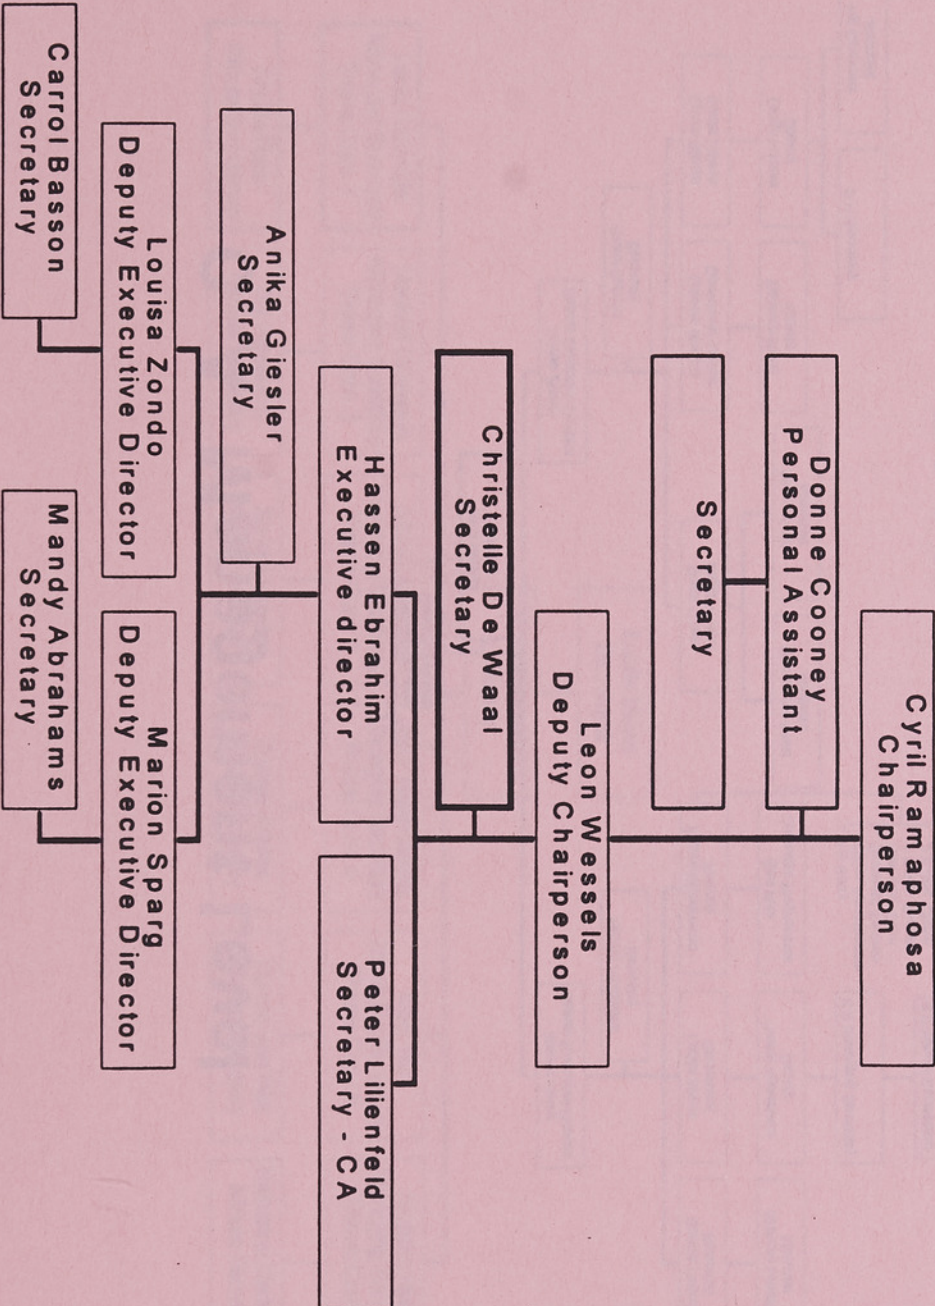 Cyril Ramaphosa
Chairperson
Donne Cooney
Personal Assistant
Secretary
Leon Wessels
Deputy Chairperson
Christelle De Waal
Secretary
Hassen Ebrahim
Executive director
Peter Lilienfeld
Secretary - CA
Anika Giesler
Secretary
Louisa Zondo
Deputy Executive Director
Marion Sparg
Deputy Executive Director
Carrol Basson
Secretary
Mandy Abrahams
Secretary